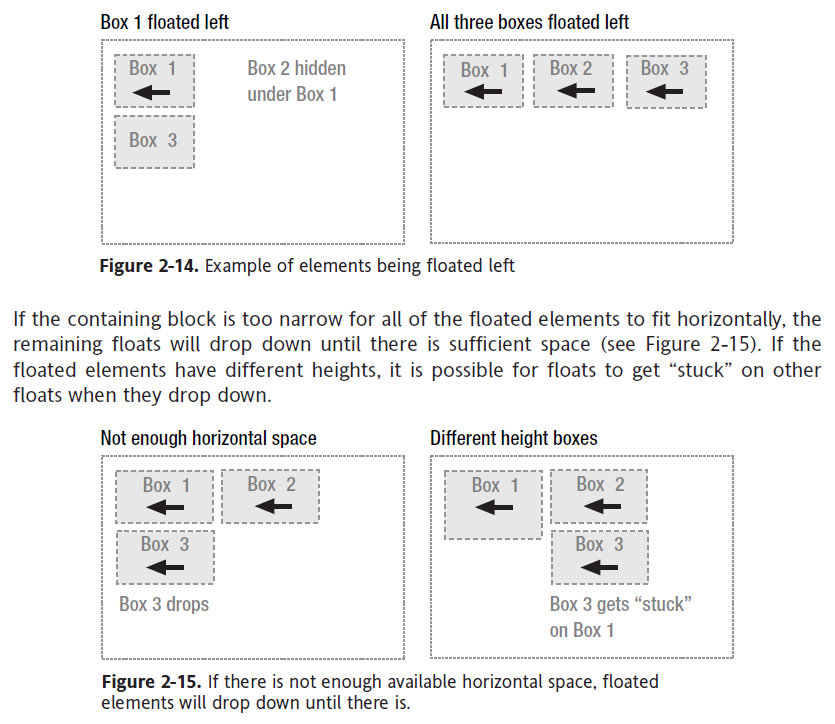 Box 1 floated left
All three boxes floated left
Box 1
Box 2 hidden
under Box 1
Box 3
Box 1
Box 2
Box 3
Figure 2-14. Example of elements being floated left
If the containing block is too narrow for all of the floated elements to fit horizontally, the
remaining floats will drop down until there is sufficient space (see Figure 2-15). If the
floated elements have different heights, it is possible for floats to get “stuck” on other
floats when they drop down.
Not enough horizontal space
Different height boxes
Box 1
Box 2
Box 3
Box 3 drops
Box 1
Box 2
Box 3
Box 3 gets “stuck”
on Box 1
Figure 2-15. If there is not enough available horizontal space, floated
elements will drop down until there is.